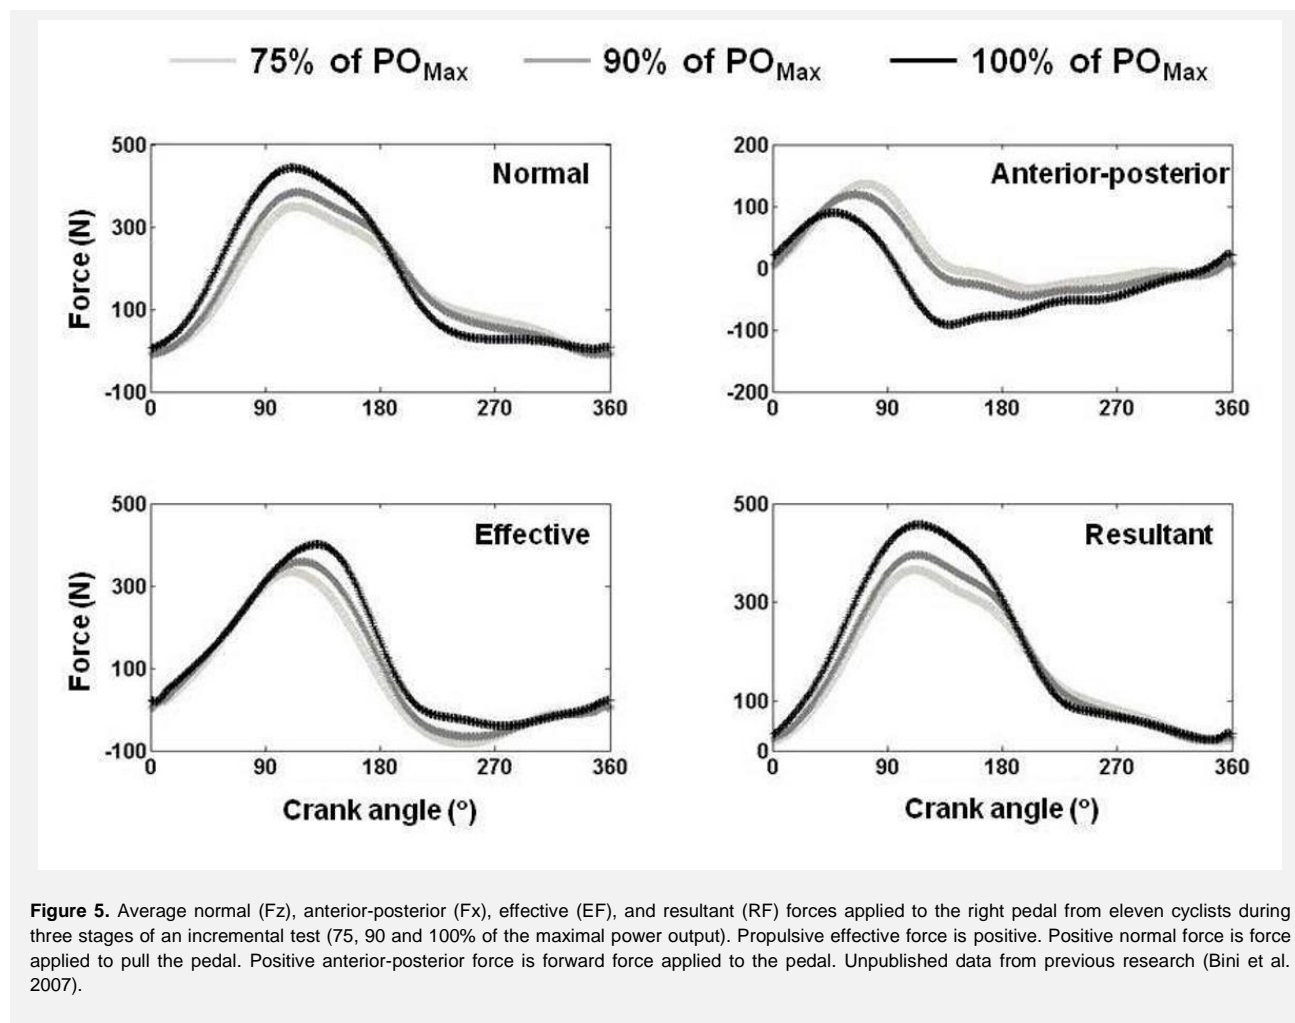 75% of POMax 90% of POMax 100% of POMax
500
300
100
-100
0 90 180 270 360
Force (N)
Normal
200
100
0
-100
-200
0 90 180 270 360
Anterior-posterior
500
300
100
-100
0 90 180 270 360
Force (N)
Effective
Crank angle (°)
500
300
100
0
0 90 180 270 360
Resultant
Crank angle (°)
Figure 5. Average normal (Fz), anterior-posterior (Fx), effective (EF), and resultant (RF) forces applied to the right pedal from eleven cyclists during
three stages of an incremental test (75, 90 and 100% of the maximal power output). Propulsive effective force is positive. Positive normal force is force
applied to pull the pedal. Positive anterior-posterior force is forward force applied to the pedal. Unpublished data from previous research (Bini et al.
2007).